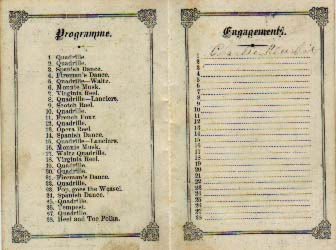 Programme.
1. Quadrille.
2. Quadrille.
3. Spanish Dance.
4. Fireman's Dance.
5. Quadrille—Waltz.
6. Monnie Musk.
7. Virginia Reel.
8. Quadrille—Lanciers.
9. Scotch Reel.
10. Quadrille.
11. French Four.
12. Quadrille.
13. Opera Reel.
14. Spanish Dance.
15. Quadrille—Lanciers.
16. Monnie Musk.
17. Waltz Quadrille.
18. Virginia Reel.
19. Quadrille.
20. Quadrille.
21. Fireman's Dance.
22. Quadrille.
23. Pop goes the Weasel.
24. Spanish Dance.
25. Quadrille.
26. Tempest.
27. Quadrille.
28. Heel and Toe Polka.
Engagements.
1
2
3
4
5
6
7
8
9
10
11
12
13
14
15
16
17
18
19
20
21
22
23
24
25
26
27
28